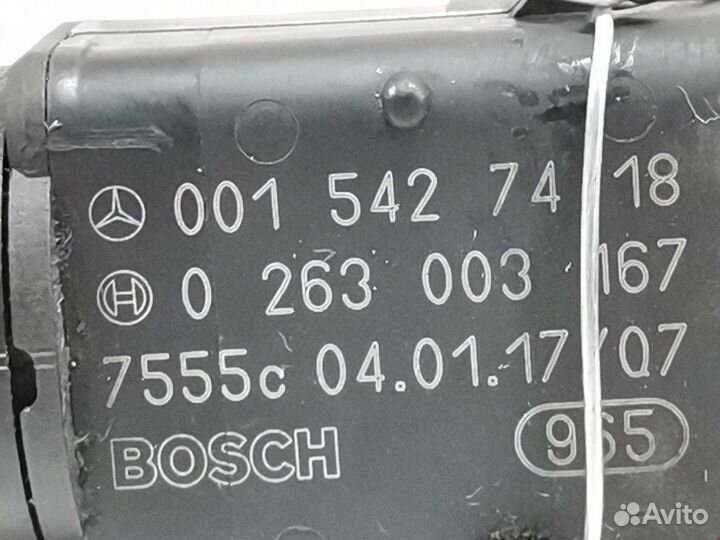 001 542 74 18
0 263 003 167
7555c 04.01.17/07
BOSCH 965
Avito